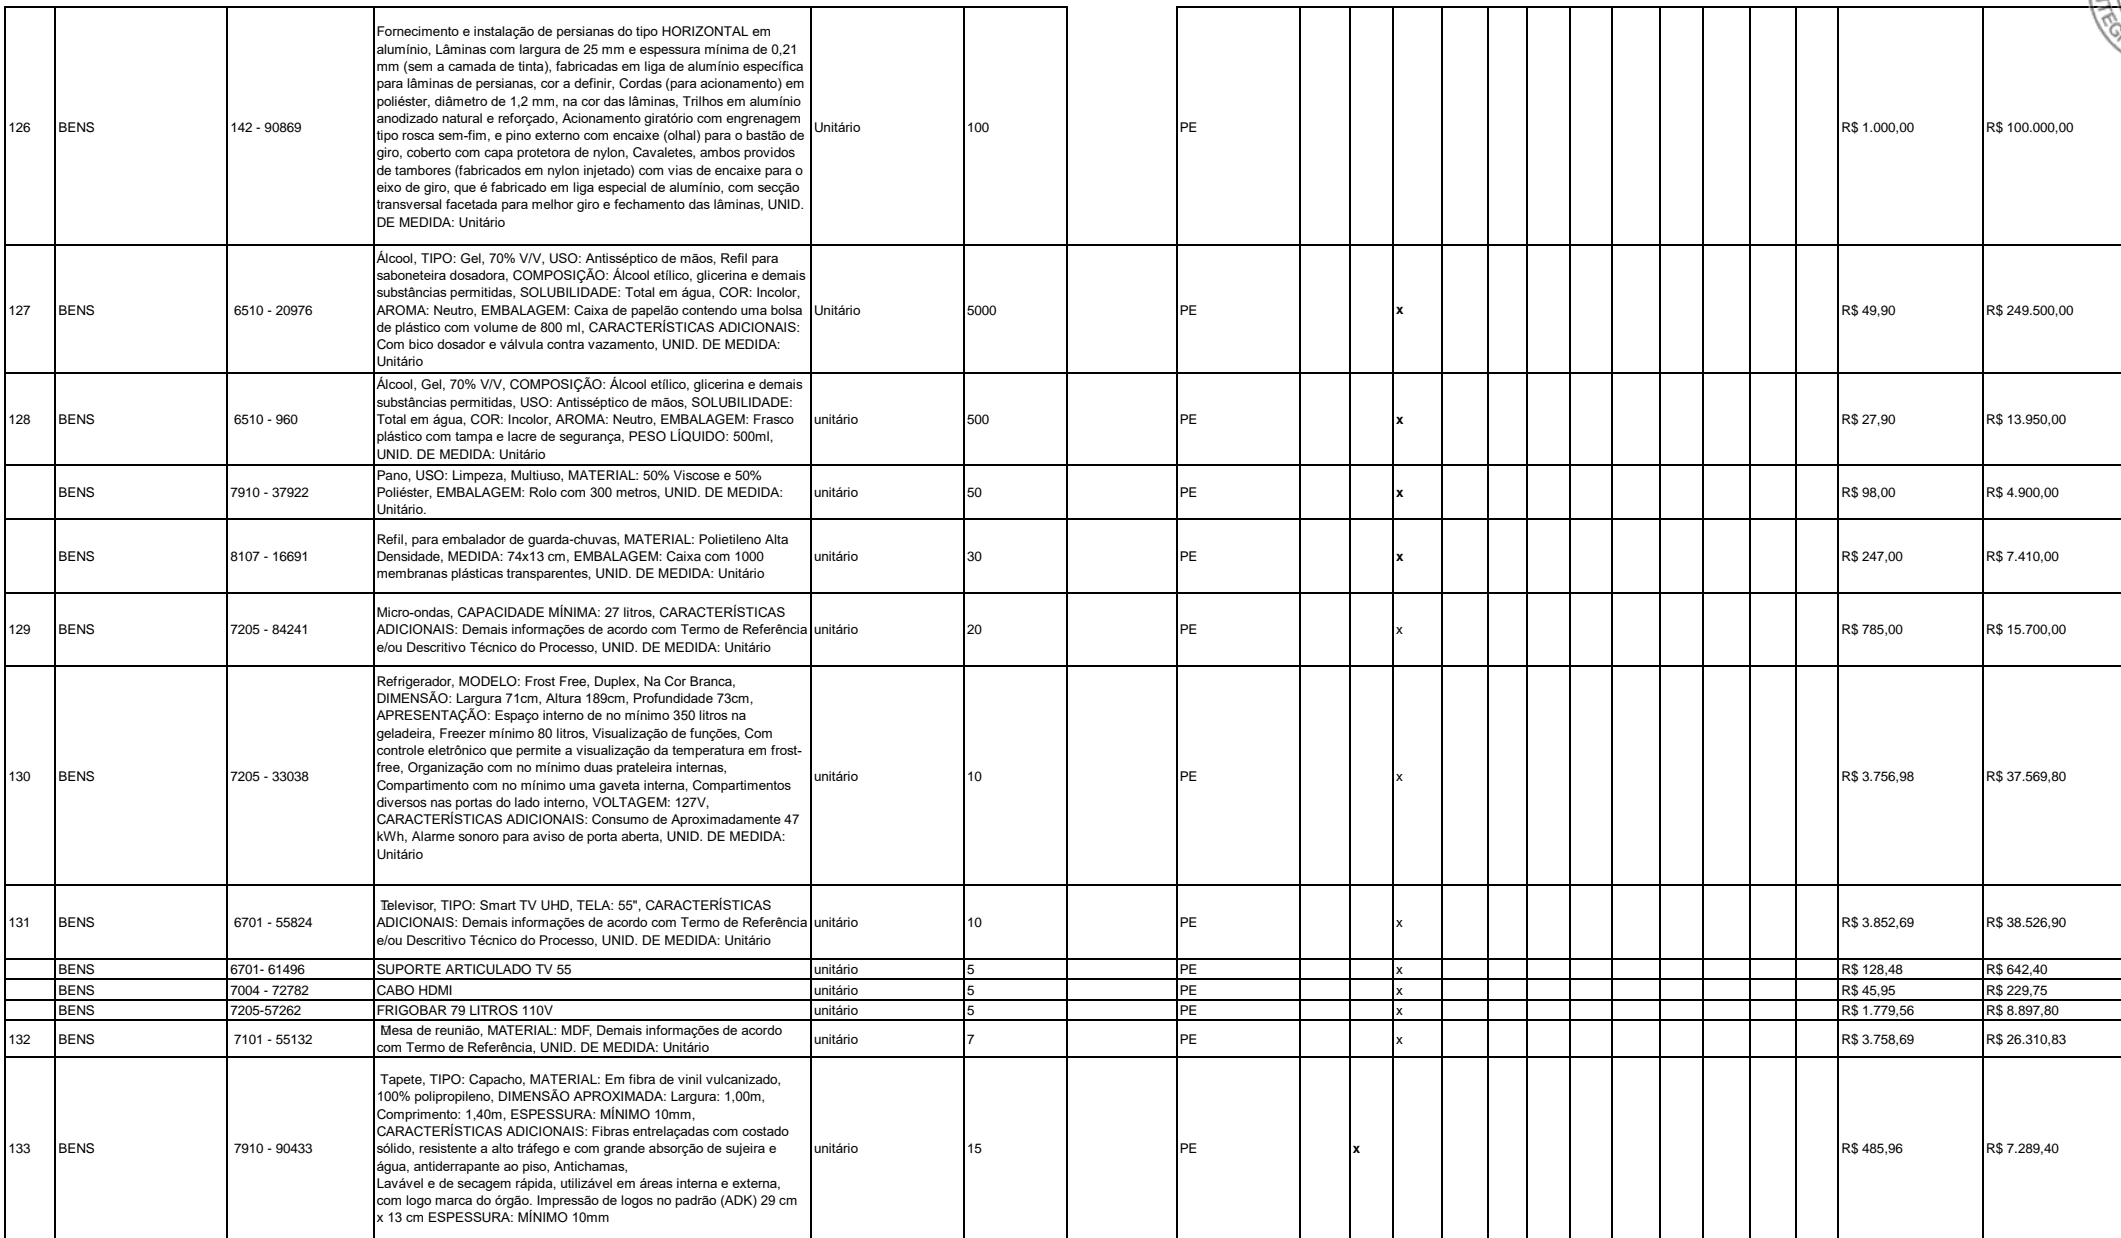 Fornecimento e instalação de persianas do tipo HORIZONTAL em
alumínio, Lâminas com largura de 25 mm e espessura mínima de 0,21
mm (sem a camada de tinta), fabricadas em liga de alumínio específica
para lâminas de persianas, cor a definir, Cordas (para acionamento) em
poliéster, diâmetro de 1,2 mm, na cor das lâminas, Trilhos em alumínio
anodizado natural e reforçado, Acionamento giratório com engrenagem
126 BENS 142 - 90869 tipo rosca sem-fim, e pino externo com encaixe (olhal) para o bastão de Unitário 100 PE R$ 1.000,00 R$ 100.000,00
giro, coberto com capa protetora de nylon, Cavaletes, ambos providos
de tambores (fabricados em nylon injetado) com vias de encaixe para o
eixo de giro, que é fabricado em liga especial de alumínio, com secção
transversal facetada para melhor giro e fechamento das lâminas, UNID.
DE MEDIDA: Unitário
Álcool, TIPO: Gel, 70% V/V, USO: Antisséptico de mãos, Refil para
saboneteira dosadora, COMPOSIÇÃO: Álcool etílico, glicerina e demais
substâncias permitidas, SOLUBILIDADE: Total em água, COR: Incolor,
127 BENS 6510 - 20976 AROMA: Neutro, EMBALAGEM: Caixa de papelão contendo uma bolsa Unitário 5000 PE x R$ 49,90 R$ 249.500,00
de plástico com volume de 800 ml, CARACTERÍSTICAS ADICIONAIS:
Com bico dosador e válvula contra vazamento, UNID. DE MEDIDA:
Unitário
Álcool, Gel, 70% V/V, COMPOSIÇÃO: Álcool etílico, glicerina e demais
substâncias permitidas, USO: Antisséptico de mãos, SOLUBILIDADE:
128 BENS 6510 - 960 Total em água, COR: Incolor, AROMA: Neutro, EMBALAGEM: Frasco unitário 500 PE x R$ 27,90 R$ 13.950,00
plástico com tampa e lacre de segurança, PESO LÍQUIDO: 500ml,
UNID. DE MEDIDA: Unitário
Pano, USO: Limpeza, Multiuso, MATERIAL: 50% Viscose e 50%
BENS 7910 - 37922 Poliéster, EMBALAGEM: Rolo com 300 metros, UNID. DE MEDIDA: unitário 50 PE x R$ 98,00 R$ 4.900,00
Unitário.
Refil, para embalador de guarda-chuvas, MATERIAL: Polietileno Alta
BENS 8107 - 16691 Densidade, MEDIDA: 74x13 cm, EMBALAGEM: Caixa com 1000 unitário 30 PE x R$ 247,00 R$ 7.410,00
membranas plásticas transparentes, UNID. DE MEDIDA: Unitário
Micro-ondas, CAPACIDADE MÍNIMA: 27 litros, CARACTERÍSTICAS
129 BENS 7205 - 84241 ADICIONAIS: Demais informações de acordo com Termo de Referência unitário 20 PE x R$ 785,00 R$ 15.700,00
e/ou Descritivo Técnico do Processo, UNID. DE MEDIDA: Unitário
Refrigerador, MODELO: Frost Free, Duplex, Na Cor Branca,
DIMENSÃO: Largura 71cm, Altura 189cm, Profundidade 73cm,
APRESENTAÇÃO: Espaço interno de no mínimo 350 litros na
geladeira, Freezer mínimo 80 litros, Visualização de funções, Com
controle eletrônico que permite a visualização da temperatura em frost-
free, Organização com no mínimo duas prateleira internas,
130 BENS 7205 - 33038 Compartimento com no mínimo uma gaveta interna, Compartimentos unitário 10 PE x R$ 3.756,98 R$ 37.569,80
diversos nas portas do lado interno, VOLTAGEM: 127V,
CARACTERÍSTICAS ADICIONAIS: Consumo de Aproximadamente 47
kWh, Alarme sonoro para aviso de porta aberta, UNID. DE MEDIDA:
Unitário
Televisor, TIPO: Smart TV UHD, TELA: 55", CARACTERÍSTICAS
131 BENS 6701 - 55824 ADICIONAIS: Demais informações de acordo com Termo de Referência unitário 10 PE x R$ 3.852,69 R$ 38.526,90
e/ou Descritivo Técnico do Processo, UNID. DE MEDIDA: Unitário
BENS 6701- 61496 SUPORTE ARTICULADO TV 55 unitário 5 PE x R$ 128,48 R$ 642,40
BENS 7004 - 72782 CABO HDMI unitário 5 PE x R$ 45,95 R$ 229,75
BENS 7205-57262 FRIGOBAR 79 LITROS 110V unitário 5 PE x R$ 1.779,56 R$ 8.897,80
132 BENS 7101 - 55132 Mesa de reunião, MATERIAL: MDF, Demais informações de acordo unitário 7 PE x R$ 3.758,69 R$ 26.310,83
com Termo de Referência, UNID. DE MEDIDA: Unitário
Tapete, TIPO: Capacho, MATERIAL: Em fibra de vinil vulcanizado,
100% polipropileno, DIMENSÃO APROXIMADA: Largura: 1,00m,
Comprimento: 1,40m, ESPESSURA: MÍNIMO 10mm,
CARACTERÍSTICAS ADICIONAIS: Fibras entrelaçadas com costado
133 BENS 7910 - 90433 sólido, resistente a alto tráfego e com grande absorção de sujeira e unitário 15 PE x R$ 485,96 R$ 7.289,40
água, antiderrapante ao piso, Antichamas,
Lavável e de secagem rápida, utilizável em áreas interna e externa,
com logo marca do órgão. Impressão de logos no padrão (ADK) 29 cm
x 13 cm ESPESSURA: MÍNIMO 10mm